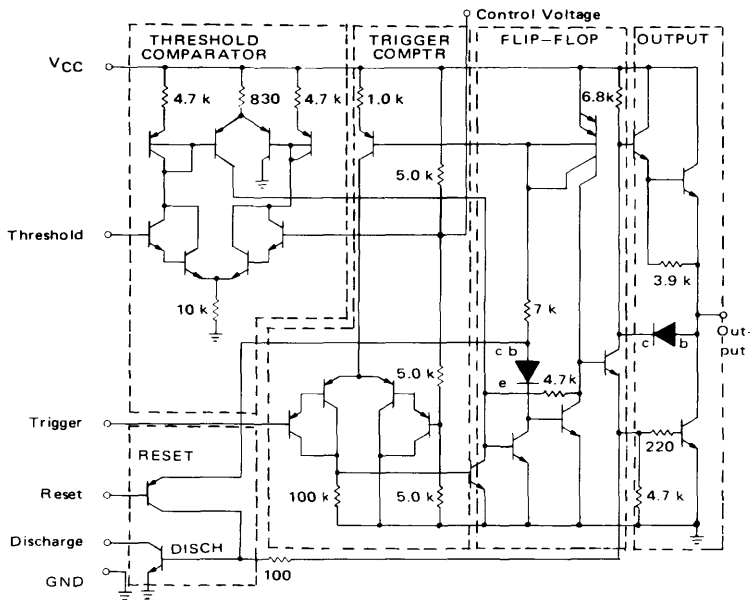 Control Voltage
THRESHOLD
COMPARATOR
TRIGGER
COMPTR
FLIP-FLOP
OUTPUT
VCC
4.7 k
830
4.7 k
1.0 k
6.8k
5.0 k
Threshold
10 k
3.9 k
7 k
Out-
put
c b
e
c
b
5.0 k
4.7k
Trigger
RESET
220
Reset
100 k
5.0 k
4.7 k
Discharge
DISCH
100
GND